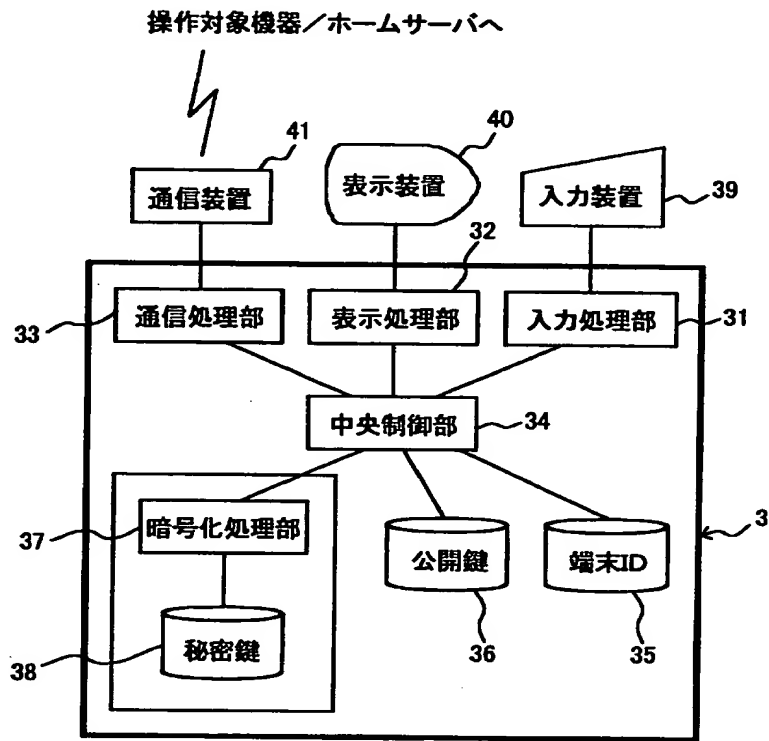 操作対象機器／ホームサーバへ
41
40
通信装置
表示装置
入力装置
39
32
33
通信処理部
表示処理部
入力処理部
31
中央制御部
34
37
暗号化処理部
公開鍵
端末ID
3
38
秘密鍵
36
35